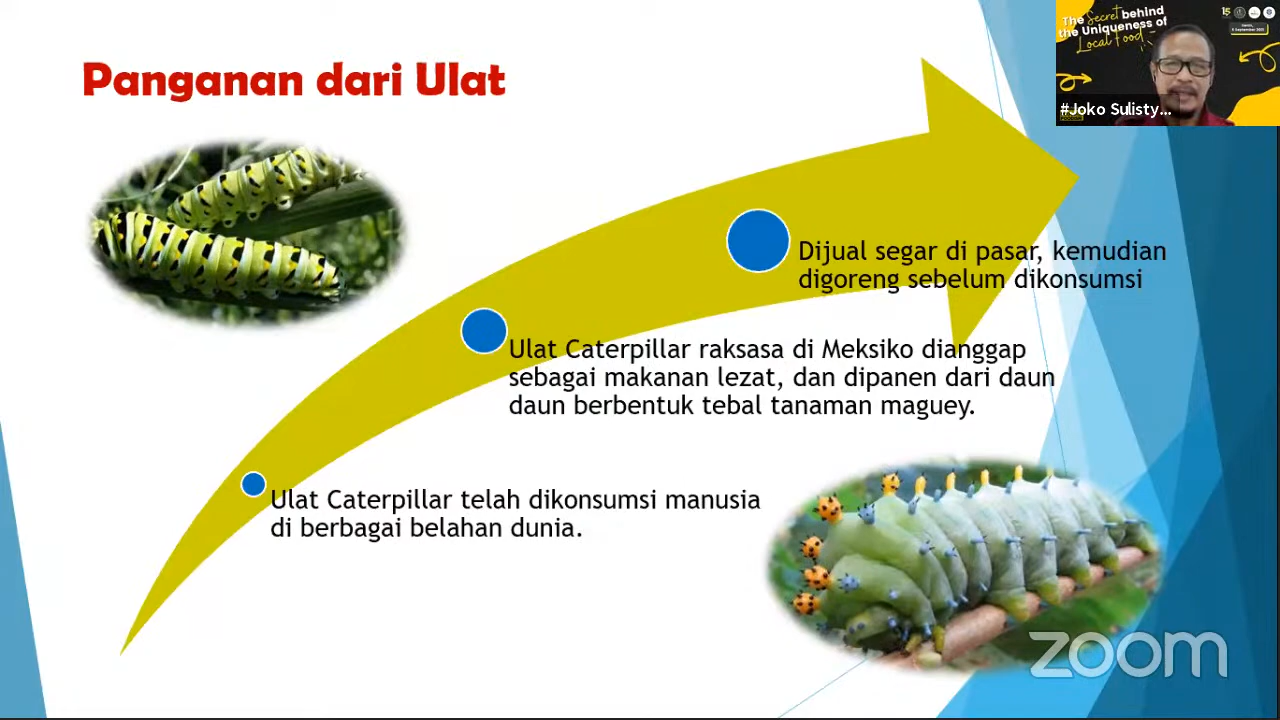 Panganan dari Ulat
Dijual segar di pasar, kemudian
digoreng sebelum dikonsumsi
Ulat Caterpillar raksasa di Meksiko dianggap
sebagai makanan lezat, dan dipanen dari daun
daun berbentuk tebal tanaman maguey.
Ulat Caterpillar telah dikonsumsi manusia
di berbagai belahan dunia.
The Secret behind
the Uniqueness of
Local Food
#Joko Sulisty...
zoom